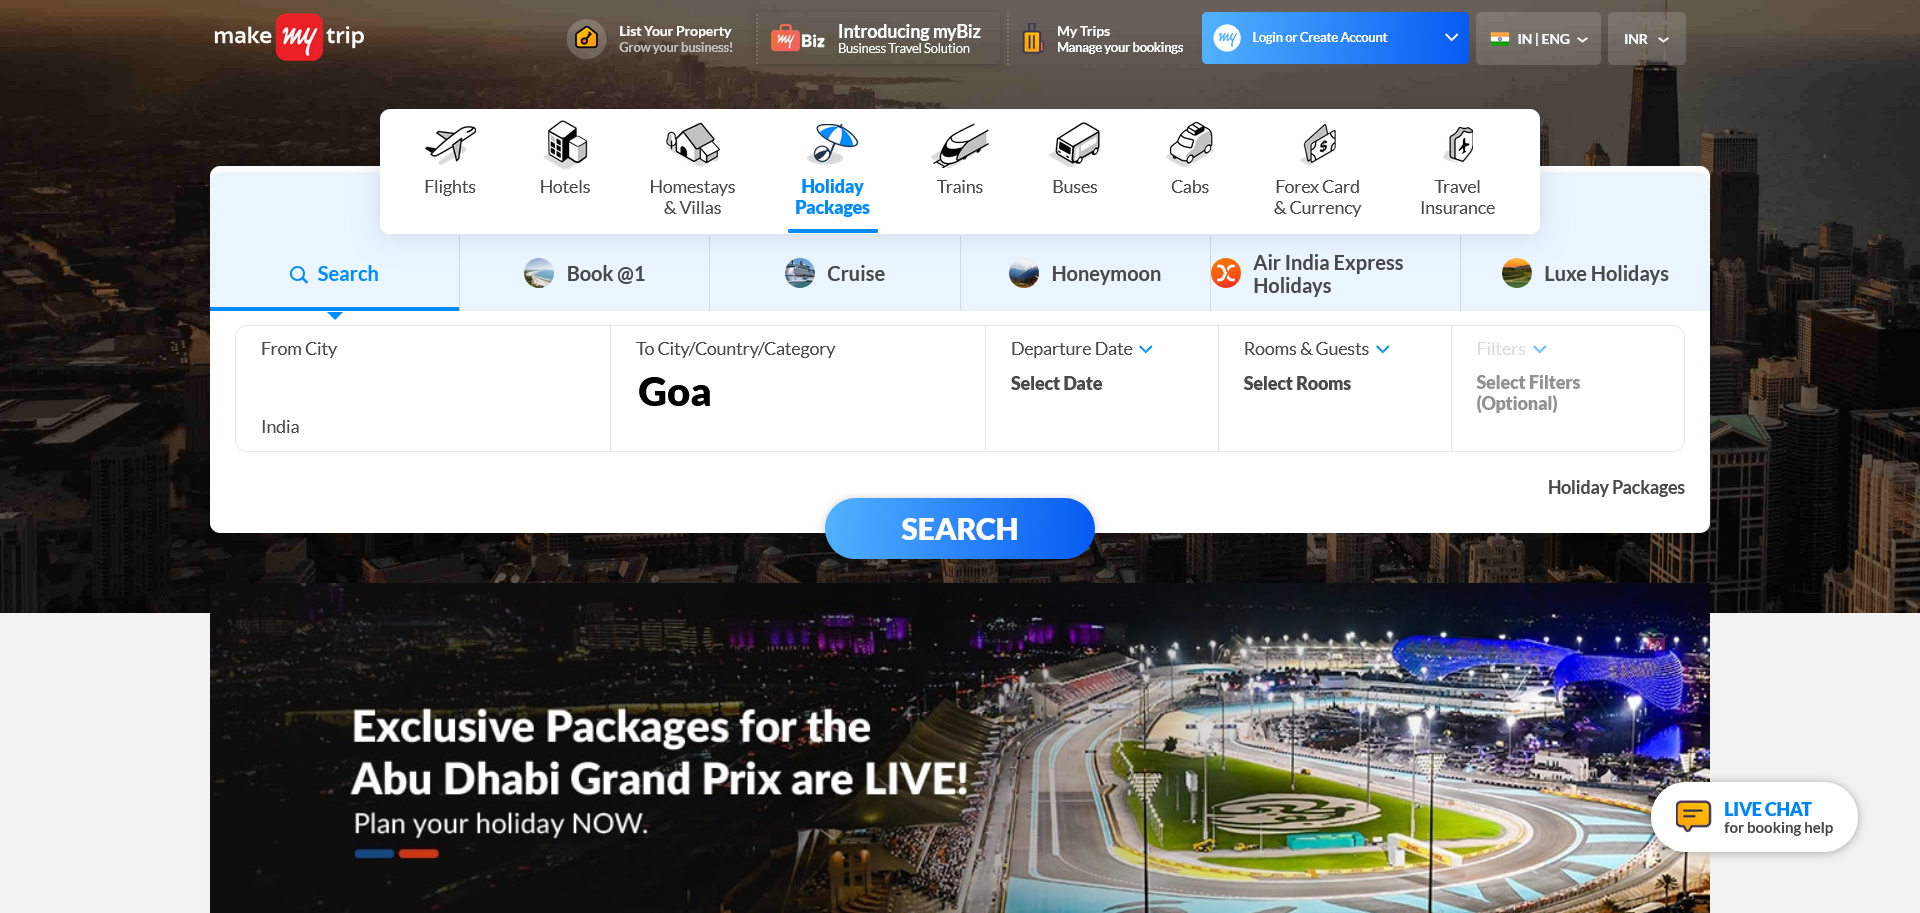 make my trip
List Your Property
Grow your business!
my Biz
Introducing myBiz
Business Travel Solution
My Trips
Manage your bookings
my
Login or Create Account
IN | ENG
INR
Flights
Hotels
Homestays
& Villas
Holiday
Packages
Trains
Buses
Cabs
Forex Card
& Currency
Travel
Insurance
Search
Book @1
Cruise
Honeymoon
Air India Express
Holidays
Luxe Holidays
From City
India
To City/Country/Category
Goa
Departure Date
Select Date
Rooms & Guests
Select Rooms
Filters
Select Filters
(Optional)
Holiday Packages
SEARCH
Exclusive Packages for the
Abu Dhabi Grand Prix are LIVE!
Plan your holiday NOW.
LIVE CHAT
for booking help